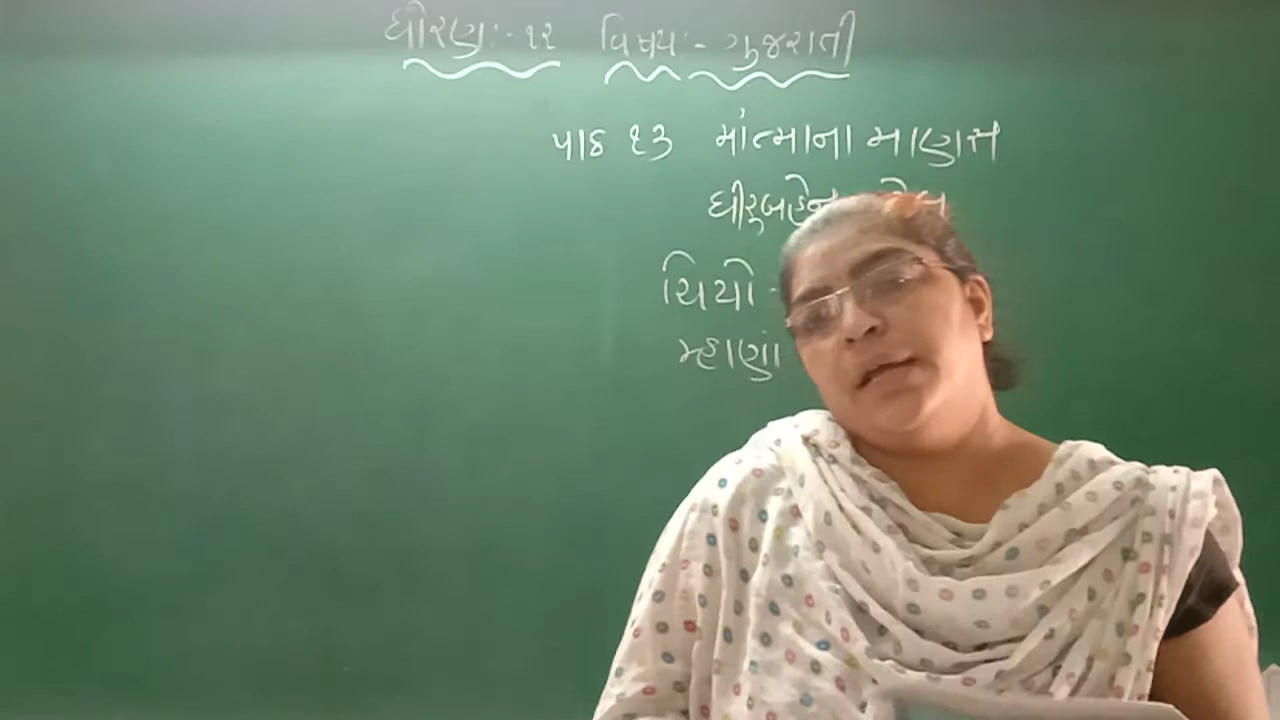 ધોરણ:- ૧૨ વિષય:- ગુજરાતી
પાઠ ૧૩ માંત્માના માણસ
ધીરુબહેન
ચિયો -
મ્હાણાં